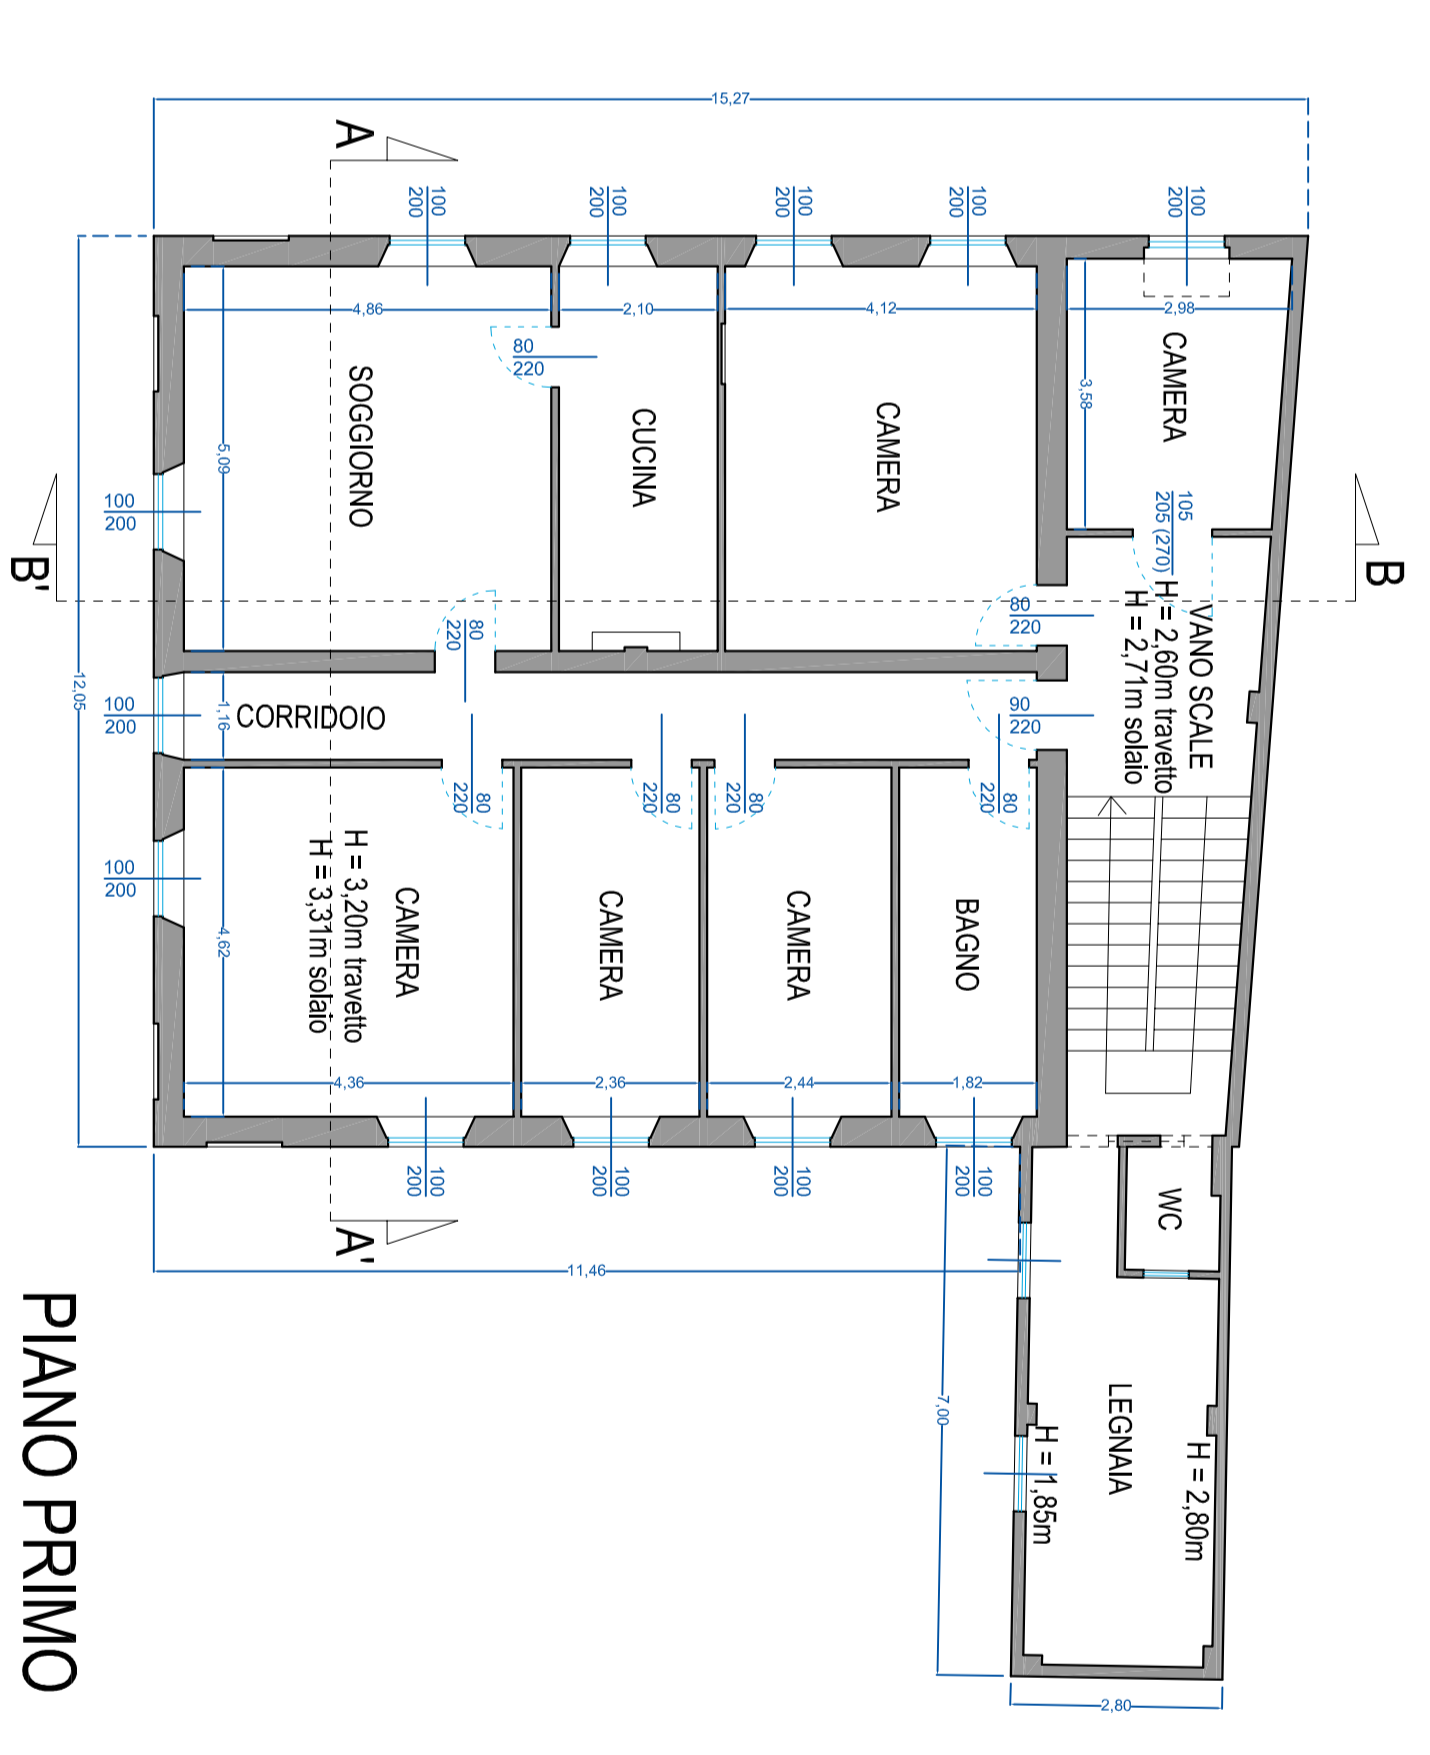 15,27
A
100
200
100
200
100
200
100
200
100
200
4,86
2,10
4,12
2,98
80
220
SOGGIORNO
CUCINA
CAMERA
CAMERA
3,58
5,09
100
200
B'
B
105
205 (270)
VANO SCALE
H = 2,60m travetto
H = 2,71m solaio
80
220
80
220
12,05
100
200
1,16
CORRIDOIO
90
220
80
220
80
220
80
220
80
220
100
200
4,62
CAMERA
H = 3,20m travetto
H = 3,31m solaio
CAMERA
CAMERA
BAGNO
4,36
2,36
2,44
1,82
100
200
100
200
100
200
100
200
A'
11,46
WC
7,00
LEGNAIA
H = 1,85m
H = 2,80m
2,80
PIANO PRIMO